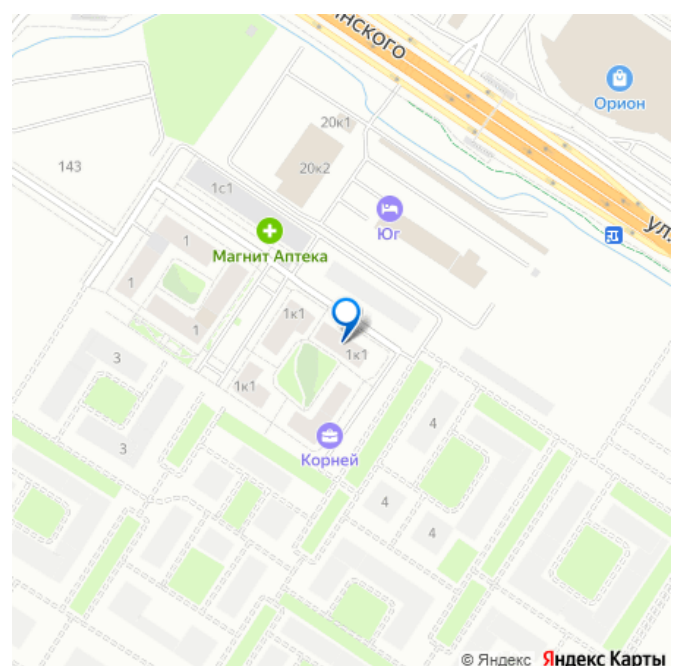 нского
Орион
20к1
143
20к2
1с1
Юг
ул.
1
Магнит Аптека
1
1к1
1
1к1
3
1к1
4
3
Корней
4
4
© Яндекс Яндекс Карты